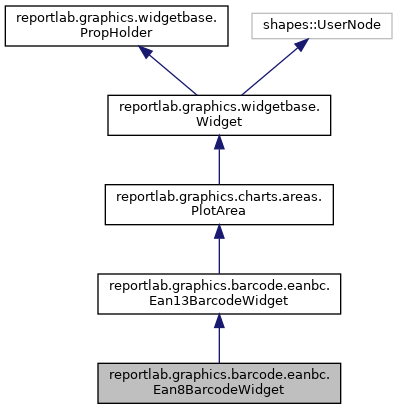 reportlab.graphics.widgetbase.
PropHolder
shapes::UserNode
reportlab.graphics.widgetbase.
Widget
reportlab.graphics.charts.areas.
PlotArea
reportlab.graphics.barcode.eanbc.
Ean13BarcodeWidget
reportlab.graphics.barcode.eanbc.
Ean8BarcodeWidget